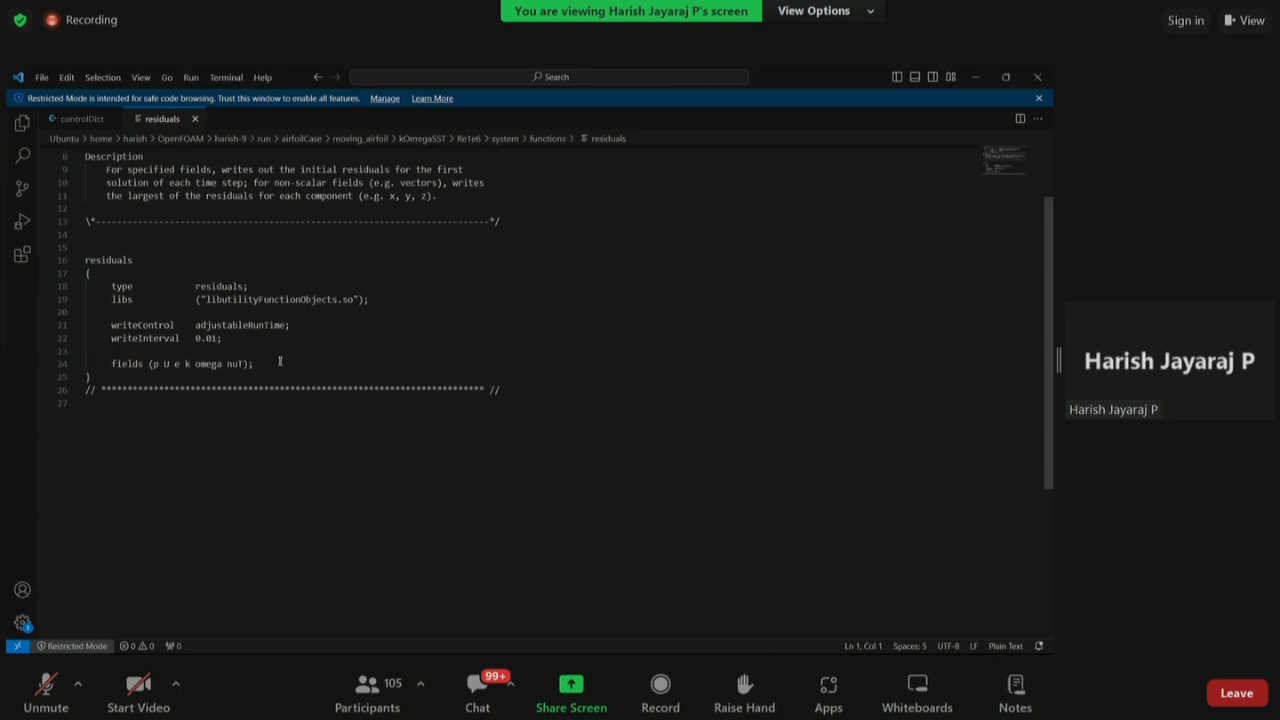 You are viewing Harish Jayaraj P's screen
View Options
Recording
Sign in
View
File Edit Selection View Go Run Terminal Help
Search
Restricted Mode is intended for safe code browsing. Trust this window to enable all features. Manage Learn More
controlDict
residuals
Ubuntu > home > harish > OpenFOAM > harish-9 > run > airfoilCase > moving_airfoil > kOmegaSST > Re1e6 > system > functions > residuals
8 Description
9 For specified fields, writes out the initial residuals for the first
10 solution of each time step; for non-scalar fields (e.g. vectors), writes
11 the largest of the residuals for each component (e.g. x, y, z).
12
13 \*---------------------------------------------------------------------------*/
14
15
16 residuals
17 {
18 type residuals;
19 libs ("libutilityFunctionObjects.so");
20
21 writeControl adjustableRunTime;
22 writeInterval 0.01;
23
24 fields (p U e k omega nuT);
25 }
26 // ************************************************************************* //
27
Harish Jayaraj P
Harish Jayaraj P
Restricted Mode 0 0 0
Ln 1, Col 1 Spaces: 5 UTF-8 LF Plain Text
Unmute
Start Video
105
Participants
99+
Chat
Share Screen
Record
Raise Hand
Apps
Whiteboards
Notes
Leave